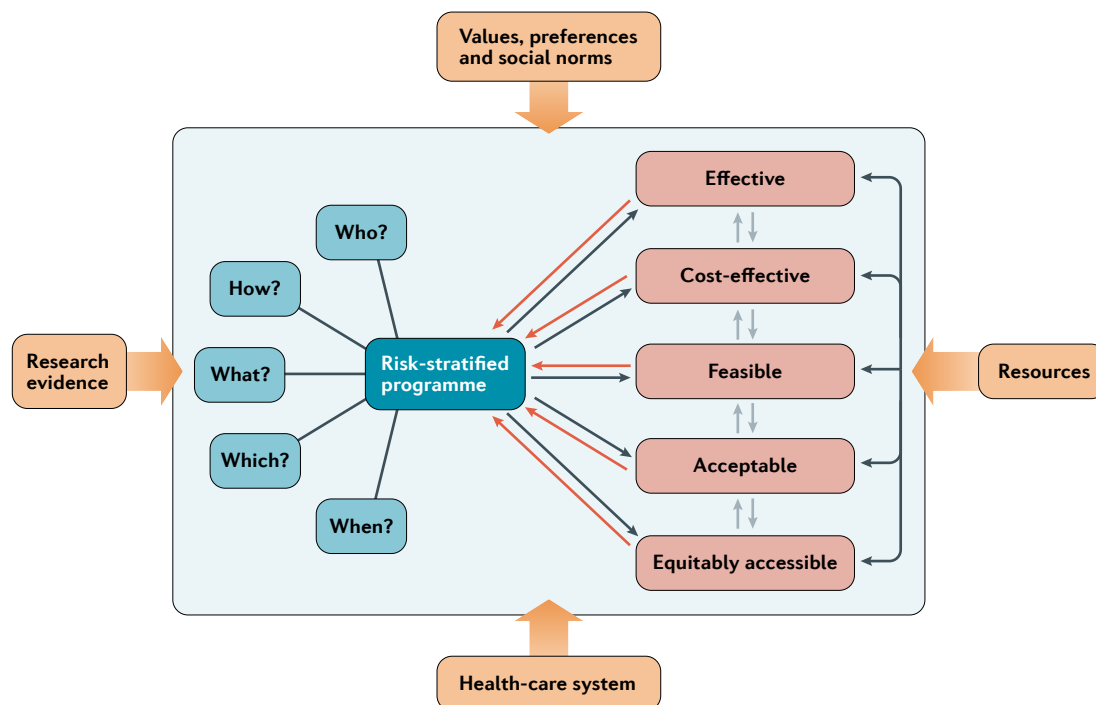 Values, preferences
and social norms
Effective
Who?
Cost-effective
How?
Research
evidence
What?
Risk-stratified
programme
Feasible
Resources
Which?
Acceptable
When?
Equitably accessible
Health-care system